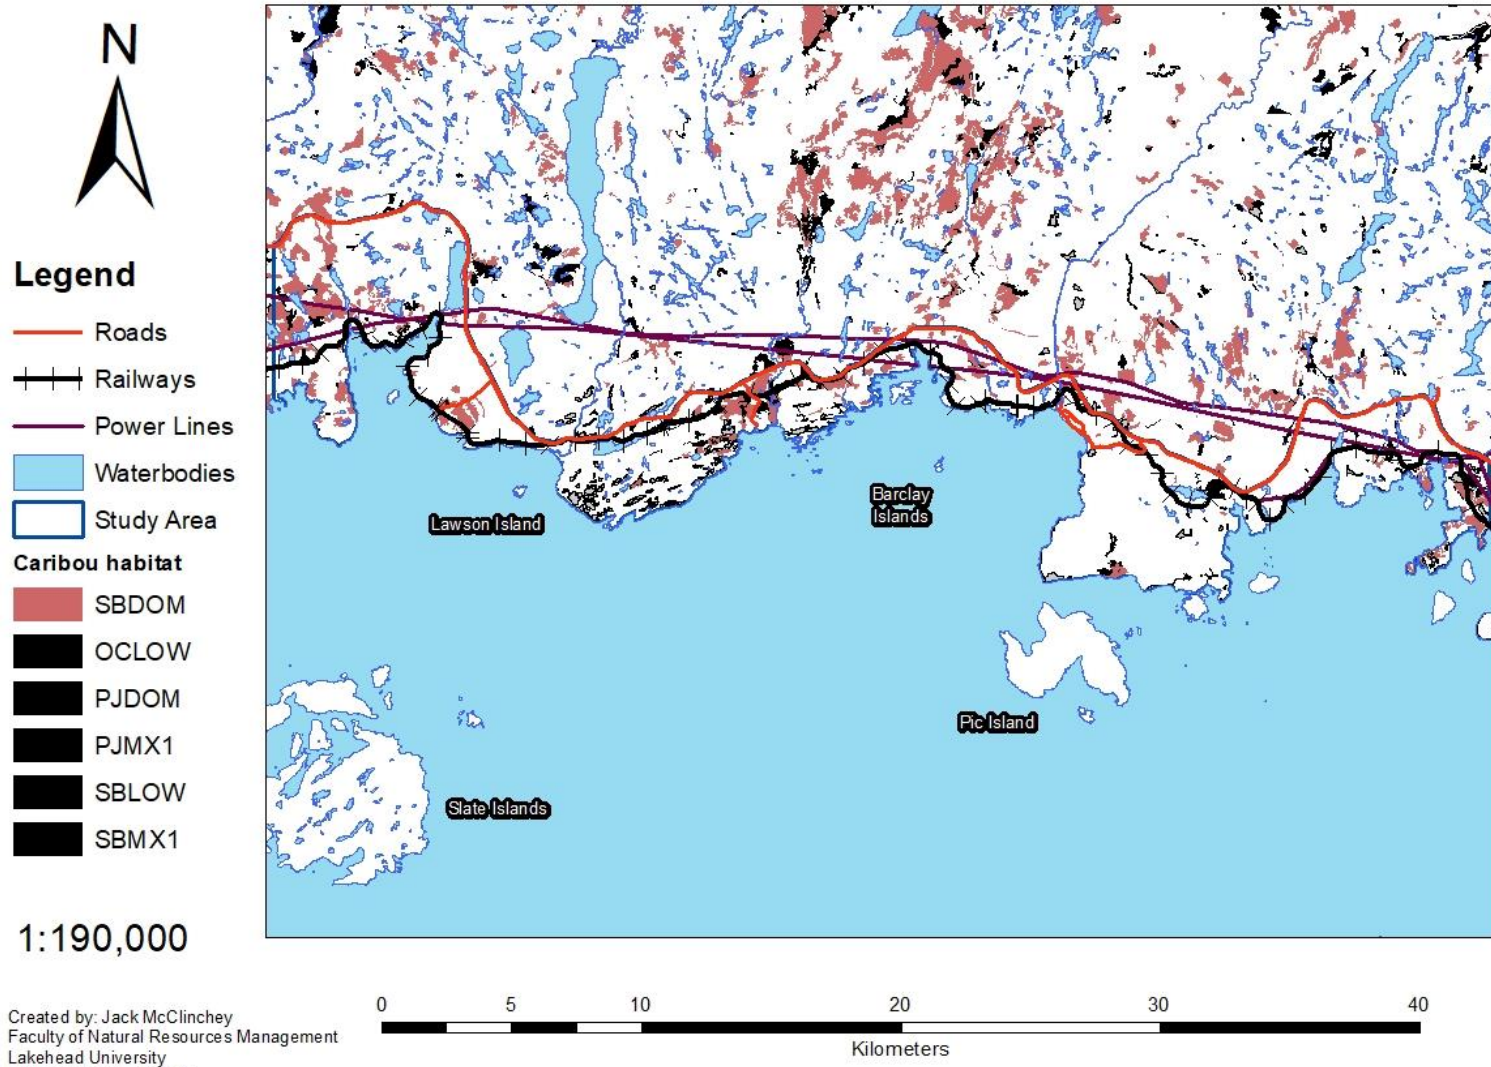 N
Legend
Roads
Railways
Power Lines
Waterbodies
Study Area
Caribou habitat
SBDOM
OCLOW
PJDOM
PJMX1
SBLOW
SBMX1
1:190,000
Created by: Jack McClinchey
Faculty of Natural Resources Management
Lakehead University
Lawson Island
Barclay
Islands
Pic Island
Slate Islands
0 5 10 20 30 40
Kilometers